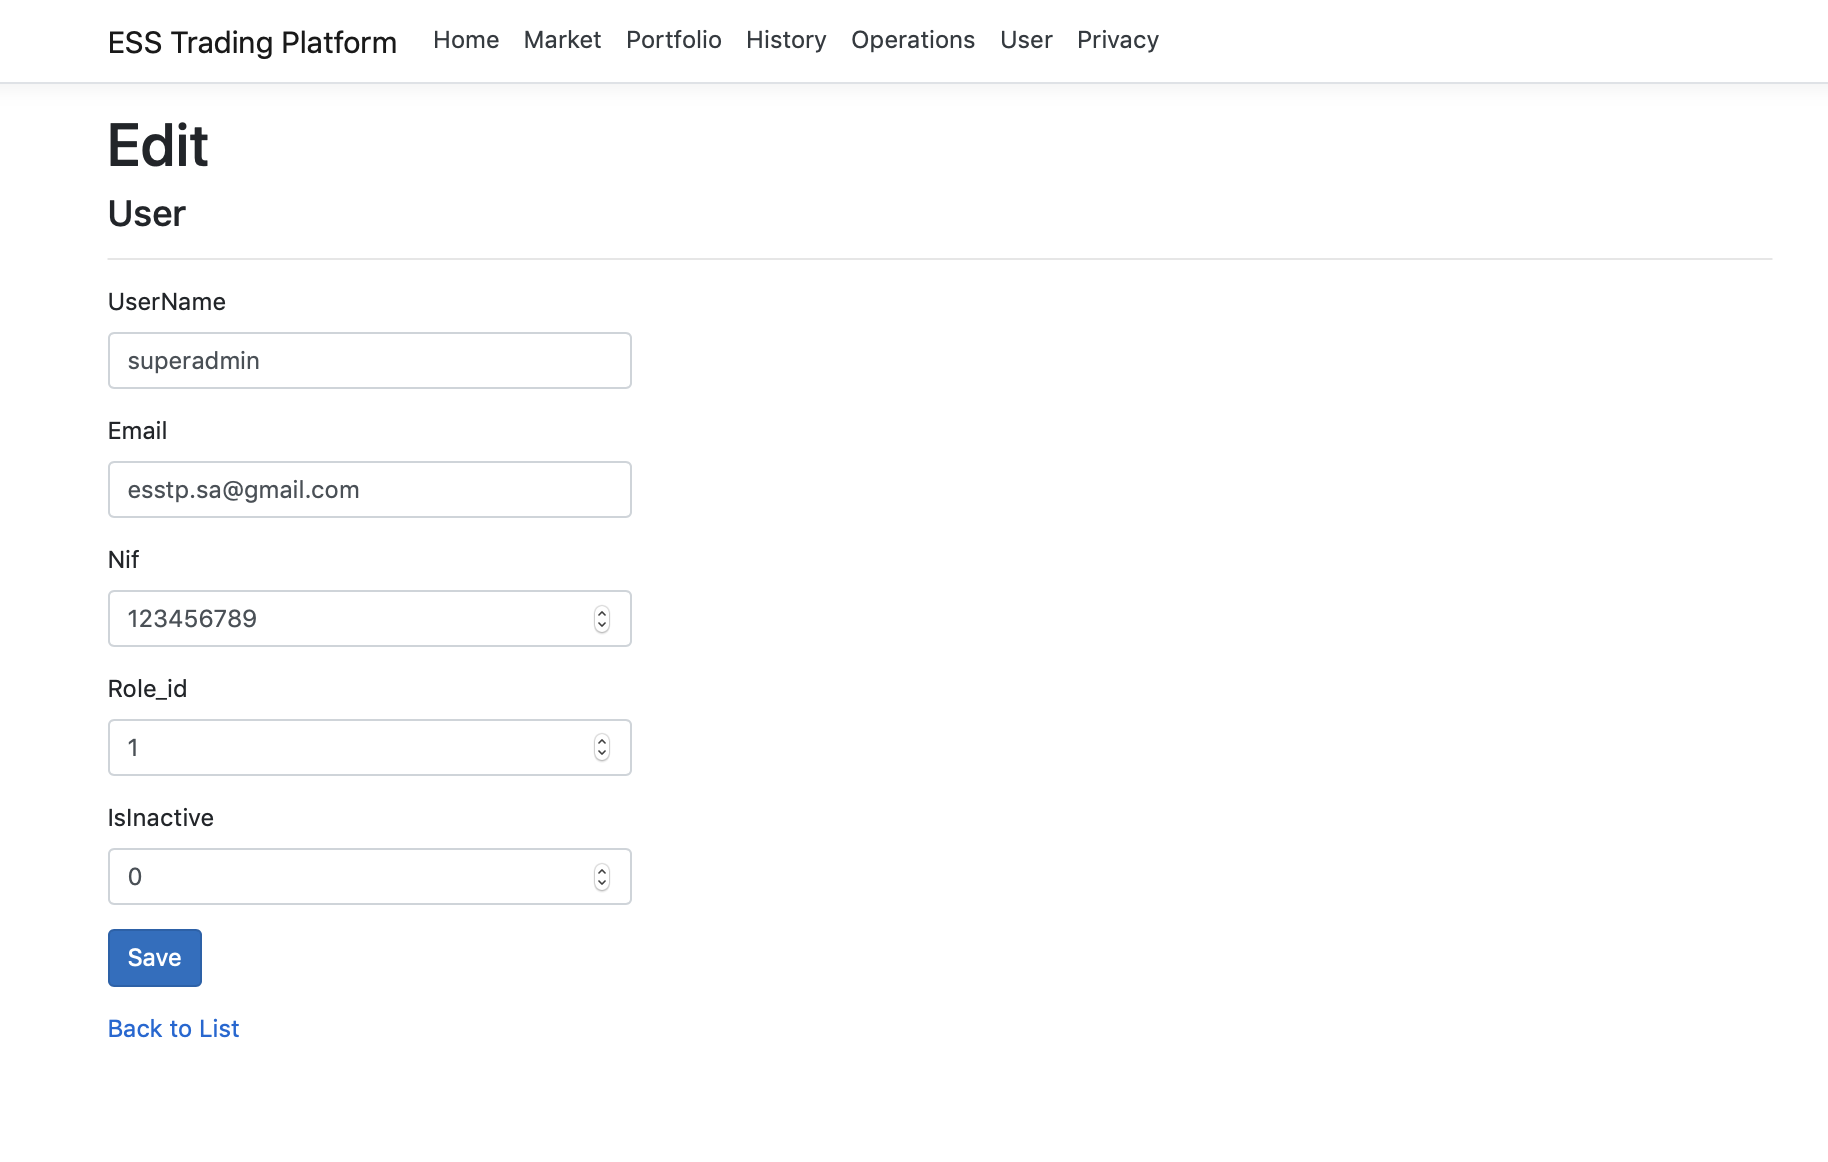 ESS Trading Platform Home Market Portfolio History Operations User Privacy
Edit
User
UserName
superadmin
Email
esstp.sa@gmail.com
Nif
123456789
Role_id
1
IsInactive
0
Save
Back to List